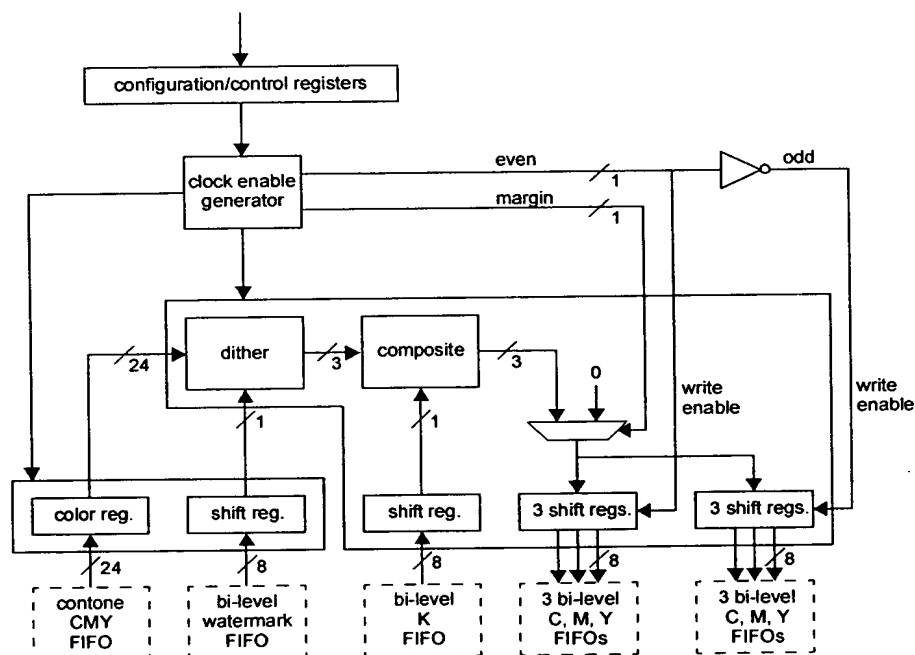 configuration/control registers
even
odd
1
clock enable
generator
margin
1
dither
composite
24
3
3
0
write
enable
write
enable
1
1
color reg.
shift reg.
shift reg.
3 shift regs.
3 shift regs.
24
8
8
8
8
contone
CMY
FIFO
bi-level
watermark
FIFO
bi-level
K
FIFO
3 bi-level
C, M, Y
FIFOs
3 bi-level
C, M, Y
FIFOs